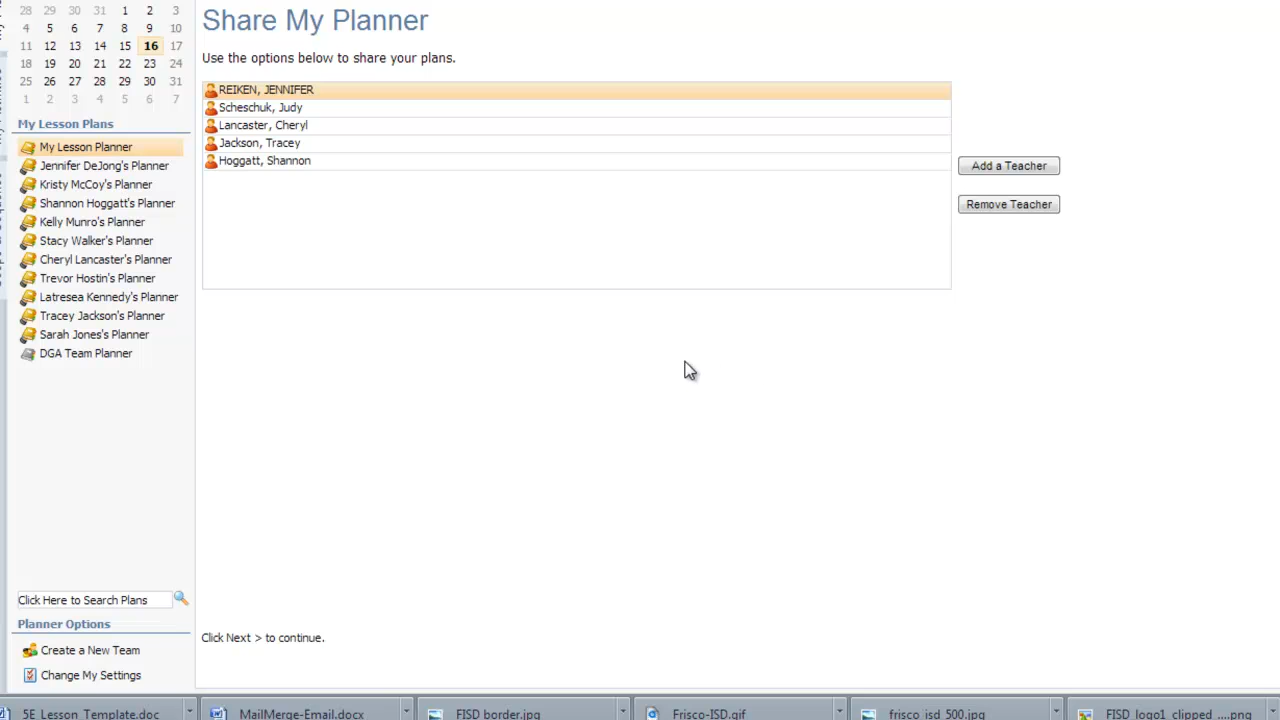 28 29 30 31 1 2 3
4 5 6 7 8 9 10
11 12 13 14 15 16 17
18 19 20 21 22 23 24
25 26 27 28 29 30 31
1 2 3 4 5 6 7
My Lesson Plans
My Lesson Planner
Jennifer DeJong's Planner
Kristy McCoy's Planner
Shannon Hoggatt's Planner
Kelly Munro's Planner
Stacy Walker's Planner
Cheryl Lancaster's Planner
Trevor Hostin's Planner
Latresea Kennedy's Planner
Tracey Jackson's Planner
Sarah Jones's Planner
DGA Team Planner
Click Here to Search Plans
Planner Options
Create a New Team
Change My Settings
Share My Planner
Use the options below to share your plans.
REIKEN, JENNIFER
Scheschuk, Judy
Lancaster, Cheryl
Jackson, Tracey
Hoggatt, Shannon
Add a Teacher
Remove Teacher
Click Next > to continue.
5E_Lesson_Template.doc
MailMerge-Email.docx
FISD border.jpg
Frisco-ISD.gif
frisco_isd_500.jpg
FISD_logo1_clipped_....png